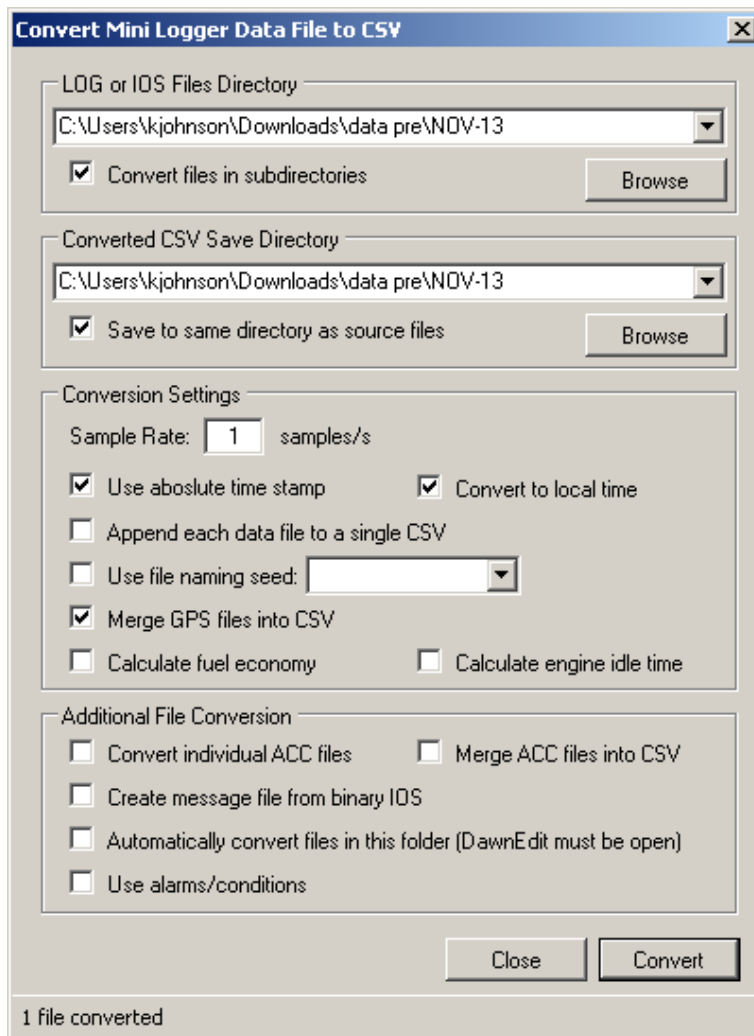 Convert Mini Logger Data File to CSV
LOG or IOS Files Directory
C:\Users\kjohnson\Downloads\data pre\NOV-13
Convert files in subdirectories
Browse
Converted CSV Save Directory
C:\Users\kjohnson\Downloads\data pre\NOV-13
Save to same directory as source files
Browse
Conversion Settings
Sample Rate: 1 samples/s
Use aboslute time stamp
Convert to local time
Append each data file to a single CSV
Use file naming seed:
Merge GPS files into CSV
Calculate fuel economy
Calculate engine idle time
Additional File Conversion
Convert individual ACC files
Merge ACC files into CSV
Create message file from binary IOS
Automatically convert files in this folder (DawnEdit must be open)
Use alarms/conditions
Close
Convert
1 file converted